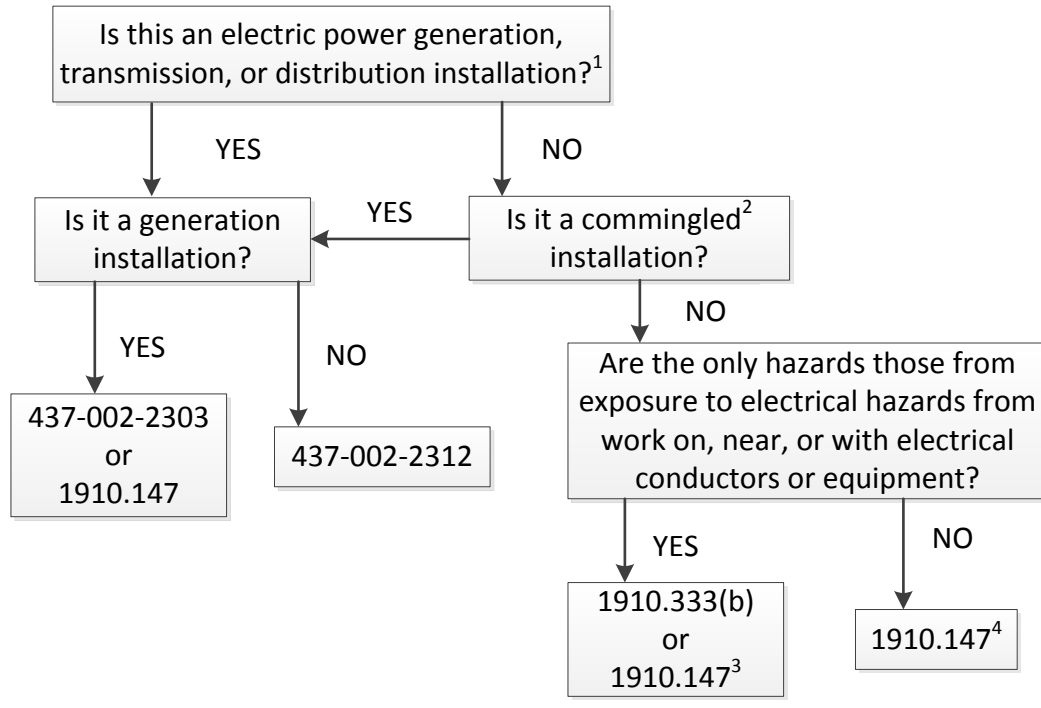 Is this an electric power generation,
transmission, or distribution installation?¹
YES
NO
Is it a generation
installation?
YES
Is it a commingled²
installation?
YES
NO
NO
437-002-2303
or
1910.147
437-002-2312
Are the only hazards those from
exposure to electrical hazards from
work on, near, or with electrical
conductors or equipment?
YES
NO
1910.333(b)
or
1910.147³
1910.147⁴